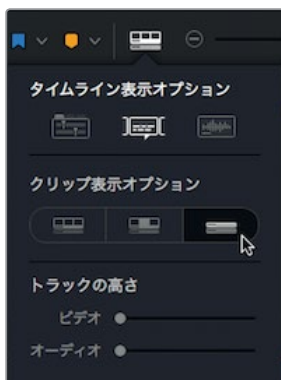 タイムライン表示オプション
クリップ表示オプション
トラックの高さ
ビデオ
オーディオ